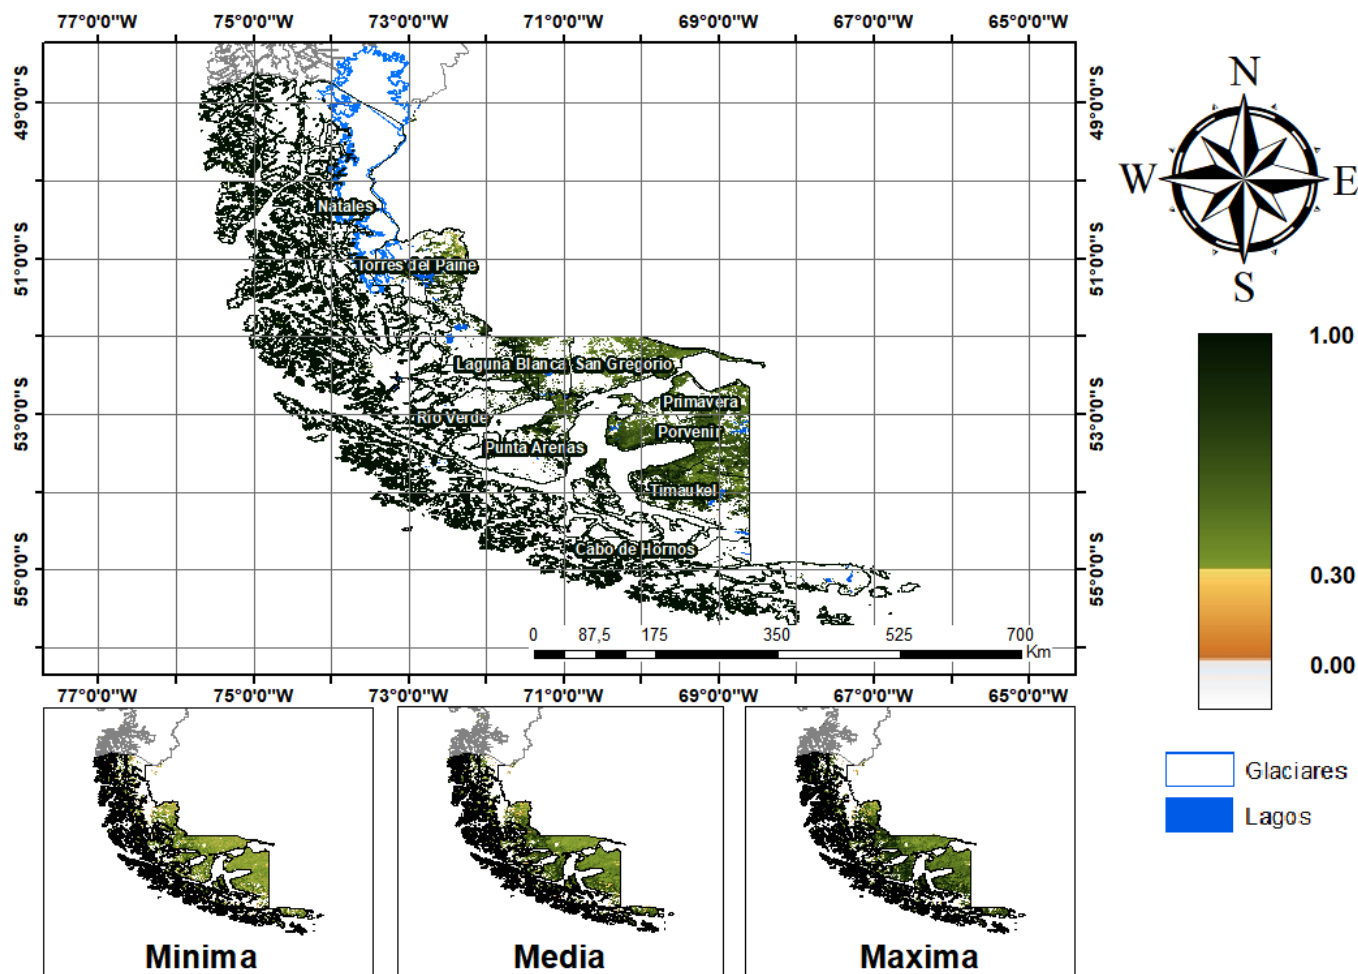 77°0'0"W 75°0'0"W 73°0'0"W 71°0'0"W 69°0'0"W 67°0'0"W 65°0'0"W
49°0'0"S 49°0'0"S
Natales
51°0'0"S 51°0'0"S
Torres del Paine
Laguna Blanca San Gregorio
Primavera
53°0'0"S 53°0'0"S
Rio Verde
Porvenir
Punta Arenas
Timaukel
Cabo de Hornos
55°0'0"S 55°0'0"S
0 87,5 175 350 525 700
Km
77°0'0"W 75°0'0"W 73°0'0"W 71°0'0"W 69°0'0"W 67°0'0"W 65°0'0"W
N
W E
S
1.00
0.30
0.00
Glaciares
Lagos
Minima
Media
Maxima